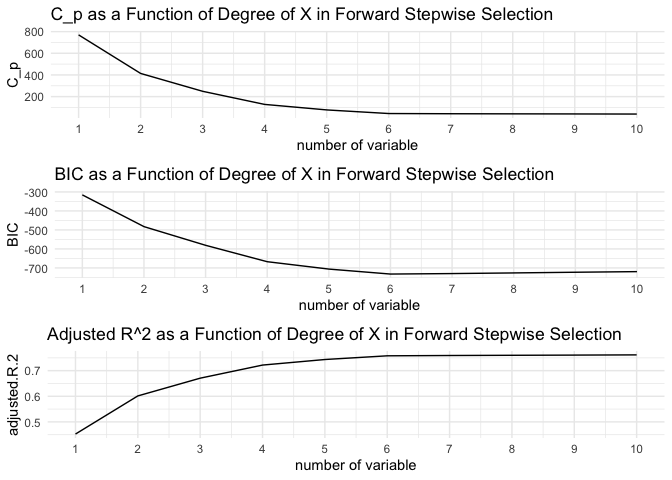 C_p as a Function of Degree of X in Forward Stepwise Selection
800
600
400
200
C_p
1 2 3 4 5 6 7 8 9 10
number of variable
BIC as a Function of Degree of X in Forward Stepwise Selection
-300
-400
-500
-600
-700
BIC
1 2 3 4 5 6 7 8 9 10
number of variable
Adjusted R^2 as a Function of Degree of X in Forward Stepwise Selection
0.7
0.6
0.5
adjusted.R.2
1 2 3 4 5 6 7 8 9 10
number of variable